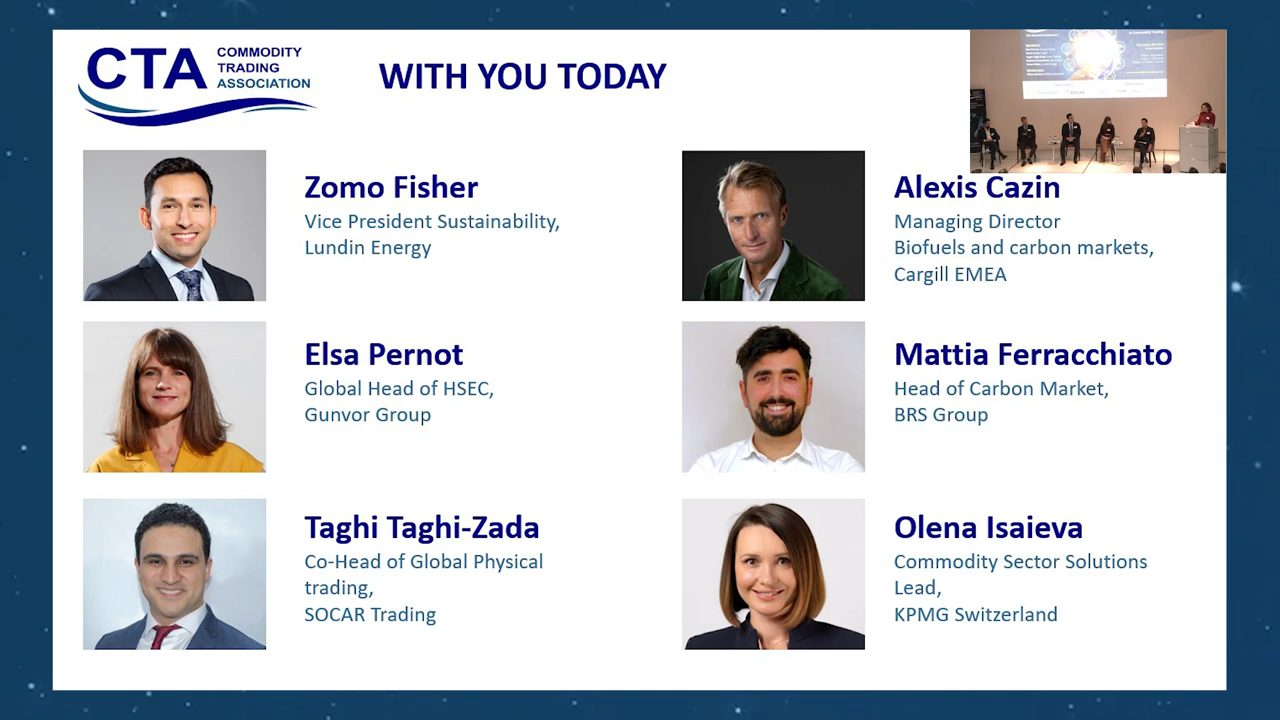 CTA
COMMODITY
TRADING
ASSOCIATION
WITH YOU TODAY
Zomo Fisher
Vice President Sustainability,
Lundin Energy
Alexis Cazin
Managing Director
Biofuels and carbon markets,
Cargill EMEA
Elsa Pernot
Global Head of HSEC,
Gunvor Group
Mattia Ferracchiato
Head of Carbon Market,
BRS Group
Taghi Taghi-Zada
Co-Head of Global Physical
trading,
SOCAR Trading
Olena Isaieva
Commodity Sector Solutions
Lead,
KPMG Switzerland